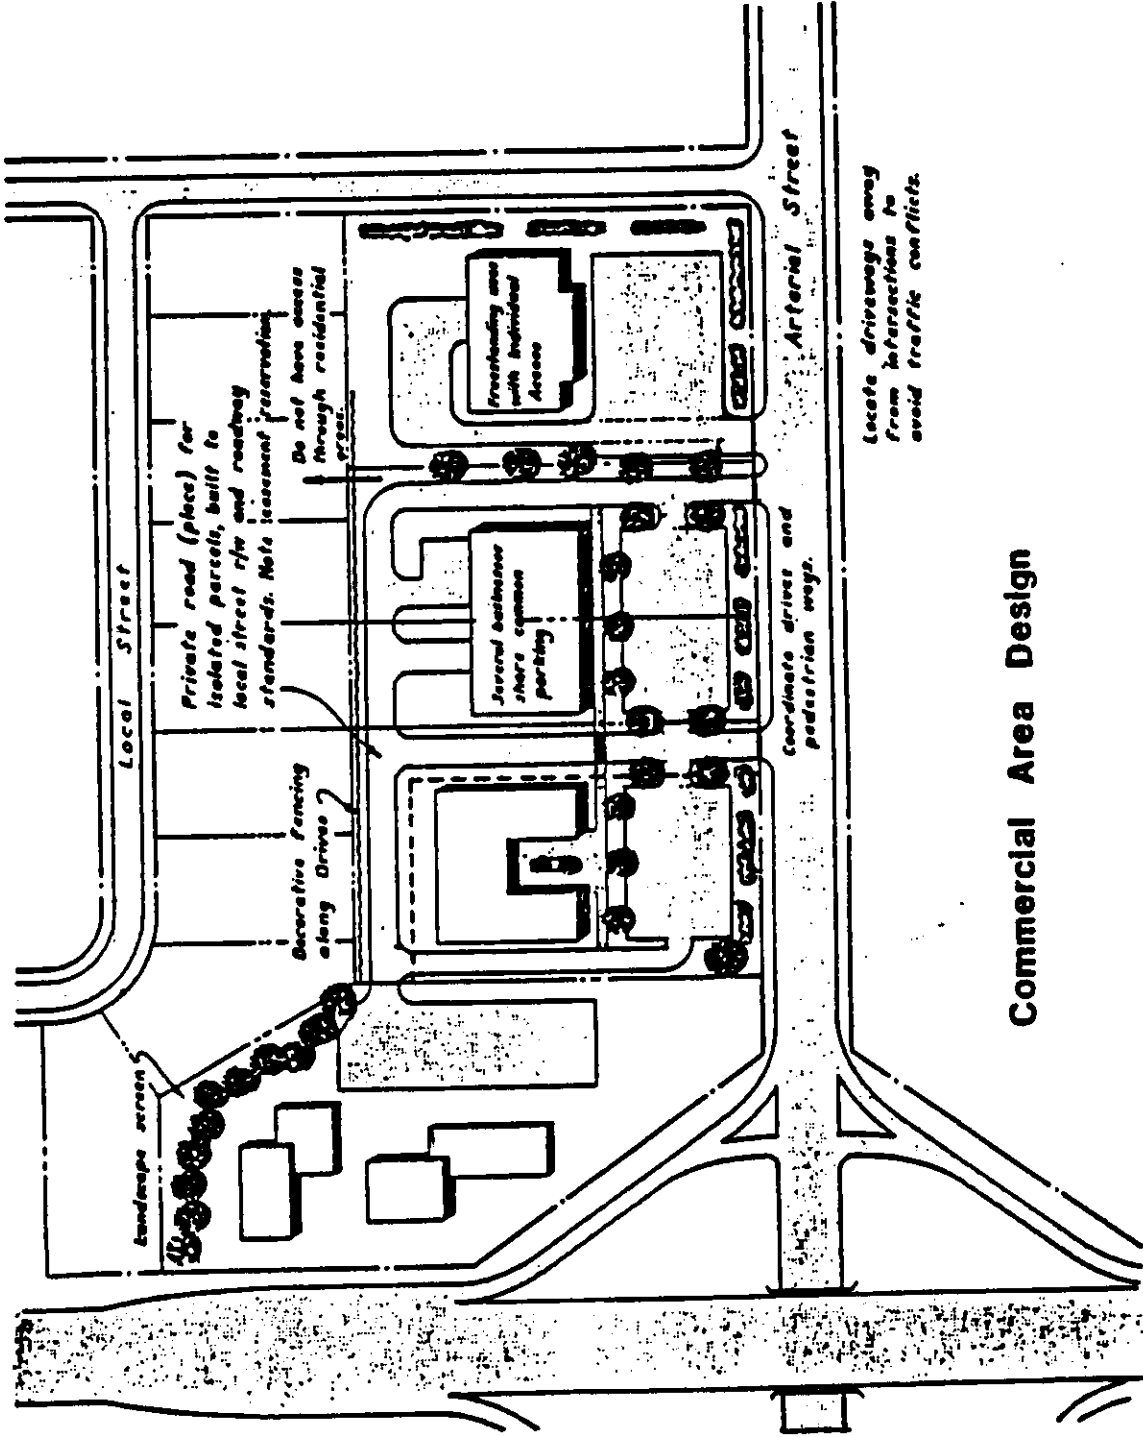 Local Street
Private road (place) for
isolated parcels, built to
local street r/w and roadway
standards. Note easement reservation.
Do not have access
through residential
areas.
Decorative Fencing
along Drives
Landscape screen
Freestanding uses
with Individual
Access
Several businesses
share common
parking
Arterial Street
Coordinate drives and
pedestrian ways.
Locate driveways away
from intersections to
avoid traffic conflicts.
Commercial Area Design